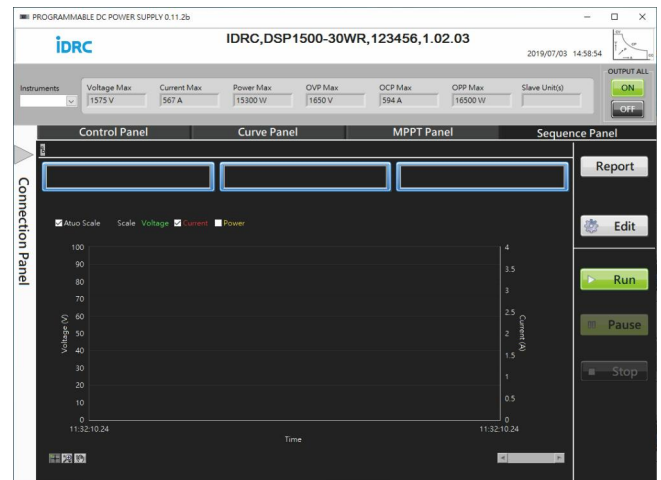 PROGRAMMABLE DC POWER SUPPLY 0.11.2b
iDRC
IDRC,DSP1500-30WR,123456,1.02.03
2019/07/03 14:58:54
OUTPUT ALL
Instruments
Voltage Max
Current Max
Power Max
OVP Max
OCP Max
OPP Max
Slave Unit(s)
ON
1575 V
567 A
15300 W
1650 V
594 A
16500 W
OFF
Control Panel
Curve Panel
MPPT Panel
Sequence Panel
Connection Panel
Report
Atuo Scale
Scale
Voltage
Current
Power
Edit
Run
Pause
Stop
100
90
80
70
60
50
40
30
20
10
0
Voltage (V)
4
3.5
3
2.5
2
1.5
1
0.5
0
Current (A)
11:32:10.24
11:32:10.24
Time